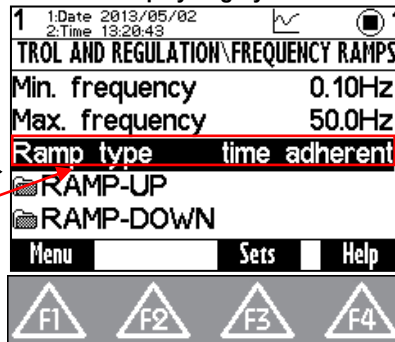 1 1:Date 2013/05/02
2:Time 13:20:43
TROL AND REGULATION\FREQUENCY RAMPS
Min. frequency 0.10Hz
Max. frequency 50.0Hz
Ramp type time adherent
RAMP-UP
RAMP-DOWN
Menu Sets Help
F1 F2 F3 F4